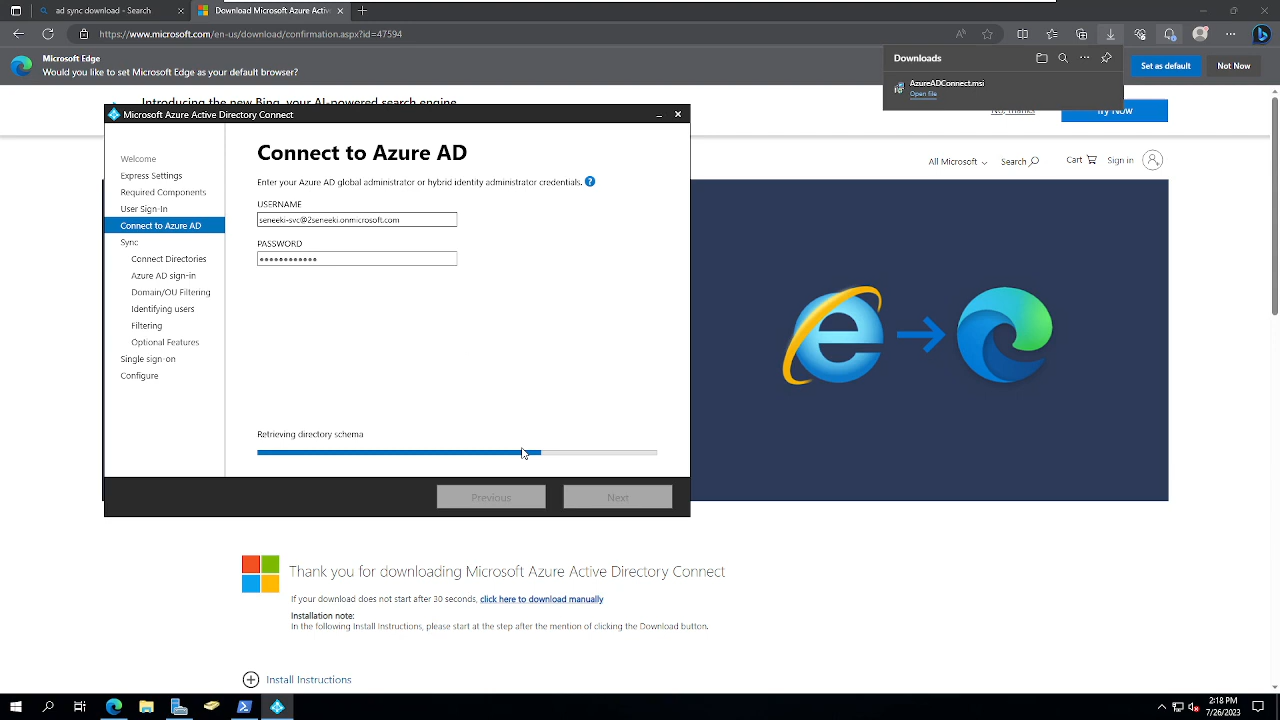 ad sync download - Search
Download Microsoft Azure Active
https://www.microsoft.com/en-us/download/confirmation.aspx?id=47594
Microsoft Edge
Would you like to set Microsoft Edge as your default browser?
Set as default
Not Now
Downloads
AzureADConnect.msi
Open file
Introducing the new Bing, your AI-powered search engine
No, thanks
Try Now
All Microsoft
Search
Cart
Sign in
Microsoft Azure Active Directory Connect
Welcome
Express Settings
Required Components
User Sign-In
Connect to Azure AD
Sync
Connect Directories
Azure AD sign-in
Domain/OU Filtering
Identifying users
Filtering
Optional Features
Single sign-on
Configure
Connect to Azure AD
Enter your Azure AD global administrator or hybrid identity administrator credentials. ?
USERNAME
seneeki-svc@2seneeki.onmicrosoft.com
PASSWORD
••••••••••••
Retrieving directory schema
Previous
Next
Thank you for downloading Microsoft Azure Active Directory Connect
If your download does not start after 30 seconds, click here to download manually
Installation note:
In the following Install Instructions, please start at the step after the mention of clicking the Download button.
Install Instructions
2:18 PM
7/26/2023